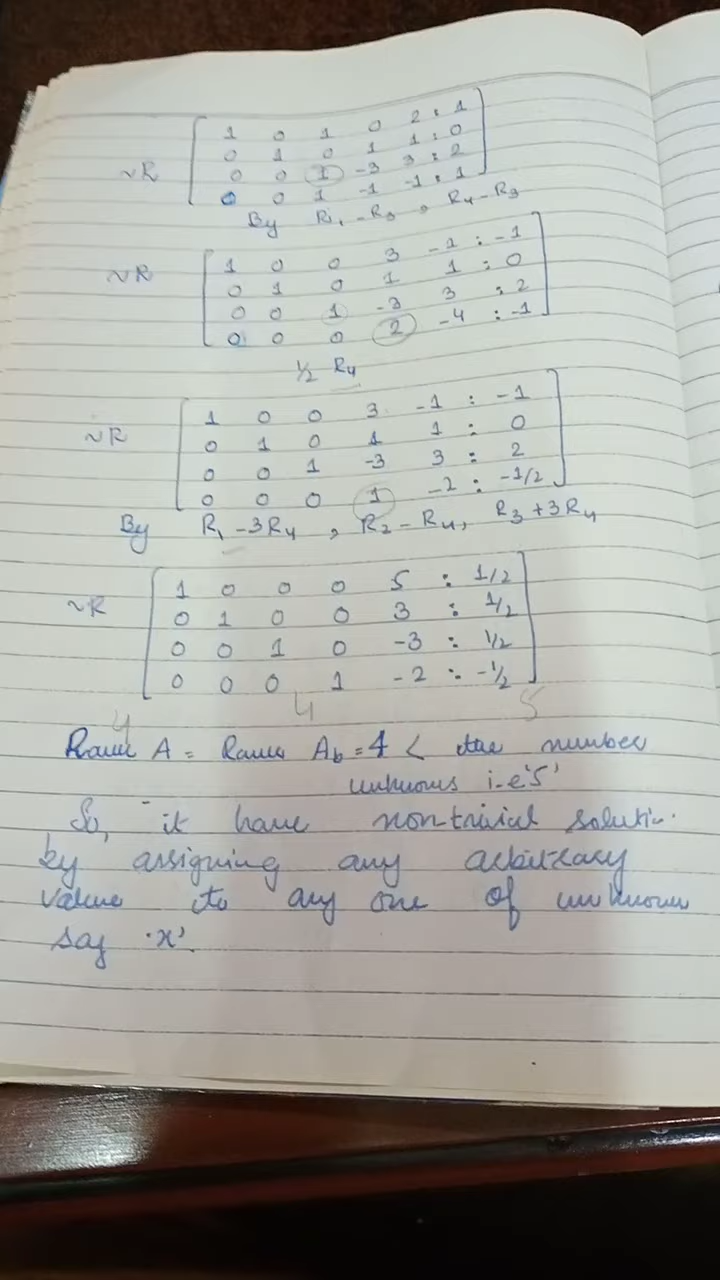 1 0 1 0 2 : 1
0 1 0 1 1 : 0
~R 0 0 1 -3 3 : 2
0 0 1 -1 -1 : 1
By R1 - R3 , R4 - R3
1 0 0 3 -1 : -1
~R 0 1 0 1 1 : 0
0 0 1 -3 3 : 2
0 0 0 2 -4 : -1
1/2 R4
1 0 0 3 -1 : -1
~R 0 1 0 1 1 : 0
0 0 1 -3 3 : 2
0 0 0 1 -2 : -1/2
By R1 - 3R4 , R2 - R4, R3 + 3R4
1 0 0 0 5 : 1/2
~R 0 1 0 0 3 : 1/2
0 0 1 0 -3 : 1/2
0 0 0 1 -2 : -1/2
4 4 5
Rank A = Rank Ab = 4 < the number
unknows i-e '5'
So, it have non-trivial solutio.
by assigning any arbitrary
value to any one of unknown
say 'x'.